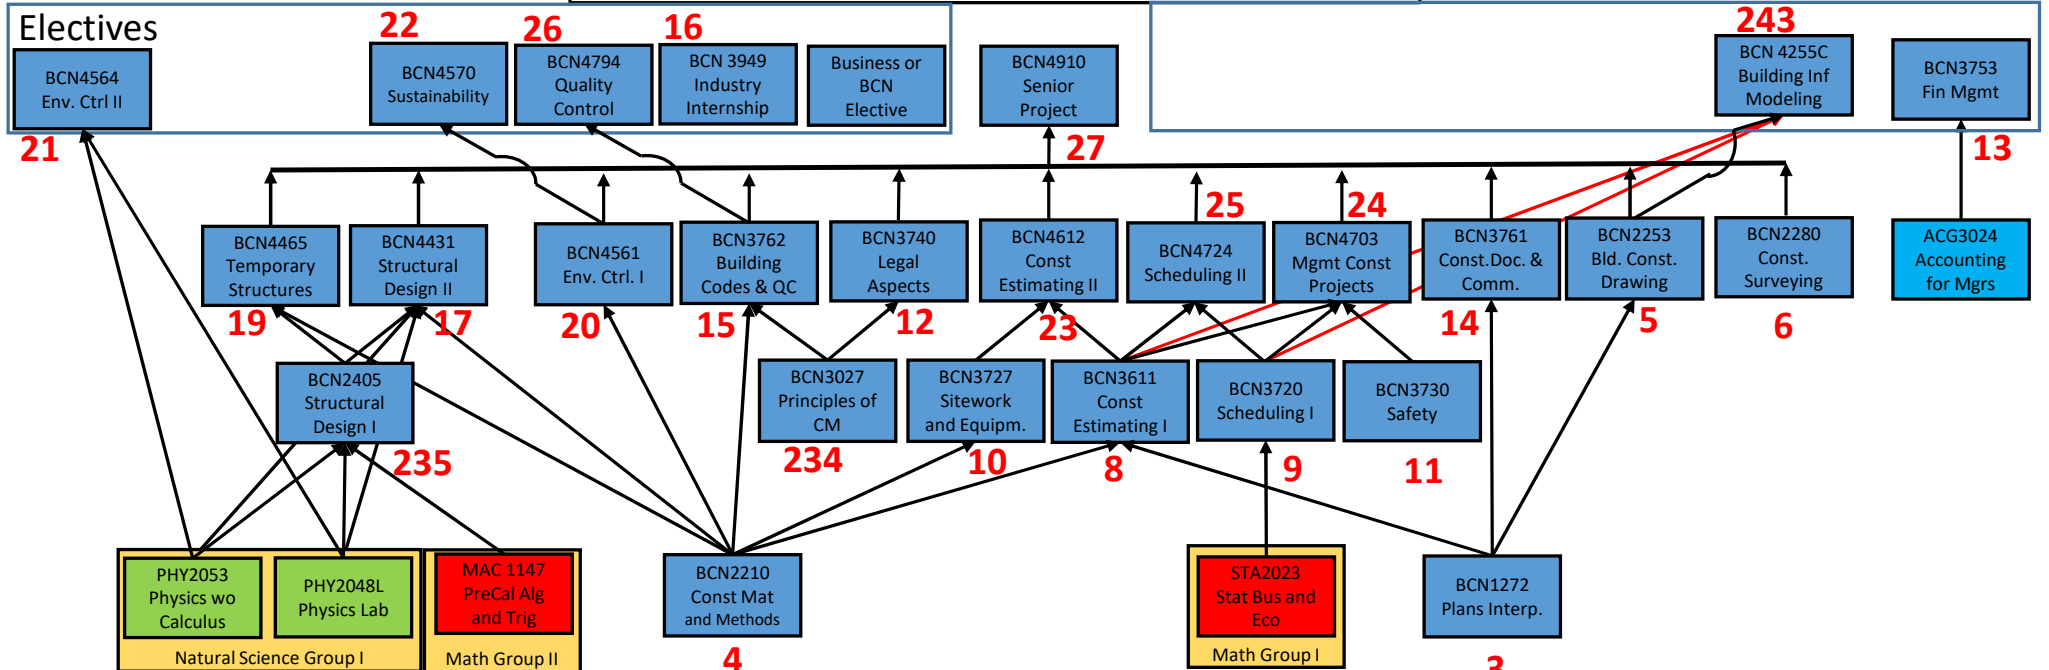 Electives
22
26
16
243
BCN4564
Env. Ctrl II
BCN4570
Sustainability
BCN4794
Quality
Control
BCN 3949
Industry
Internship
Business or
BCN
Elective
BCN4910
Senior
Project
BCN 4255C
Building Inf
Modeling
BCN3753
Fin Mgmt
21
27
13
25
24
BCN4465
Temporary
Structures
BCN4431
Structural
Design II
BCN4561
Env. Ctrl. I
BCN3762
Building
Codes & QC
BCN3740
Legal
Aspects
BCN4612
Const
Estimating II
BCN4724
Scheduling II
BCN4703
Mgmt Const
Projects
BCN3761
Const.Doc. &
Comm.
BCN2253
Bld. Const.
Drawing
BCN2280
Const.
Surveying
ACG3024
Accounting
for Mgrs
19
17
20
15
12
23
14
5
6
BCN2405
Structural
Design I
BCN3027
Principles of
CM
BCN3727
Sitework
and Equipm.
BCN3611
Const
Estimating I
BCN3720
Scheduling I
BCN3730
Safety
235
234
10
8
9
11
PHY2053
Physics wo
Calculus
PHY2048L
Physics Lab
MAC 1147
PreCal Alg
and Trig
BCN2210
Const Mat
and Methods
STA2023
Stat Bus and
Eco
BCN1272
Plans Interp.
Natural Science Group I
Math Group II
4
Math Group I
3